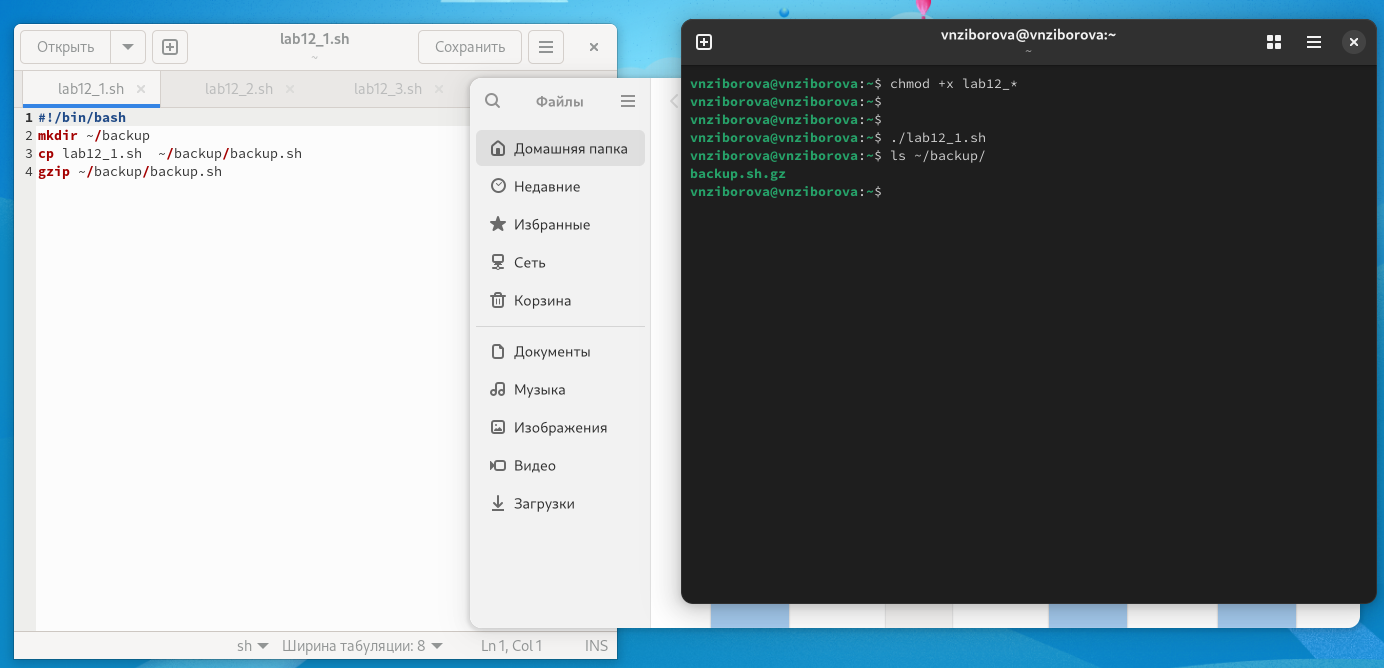 Открыть
lab12_1.sh
~
Сохранить
lab12_1.sh
lab12_2.sh
lab12_3.sh
1 #!/bin/bash
2 mkdir ~/backup
3 cp lab12_1.sh  ~/backup/backup.sh
4 gzip ~/backup/backup.sh
sh
Ширина табуляции: 8
Ln 1, Col 1
INS
Файлы
Домашняя папка
Недавние
Избранные
Сеть
Корзина
Документы
Музыка
Изображения
Видео
Загрузки
vnziborova@vnziborova:~
~
vnziborova@vnziborova:~$ chmod +x lab12_*
vnziborova@vnziborova:~$
vnziborova@vnziborova:~$
vnziborova@vnziborova:~$ ./lab12_1.sh
vnziborova@vnziborova:~$ ls ~/backup/
backup.sh.gz
vnziborova@vnziborova:~$